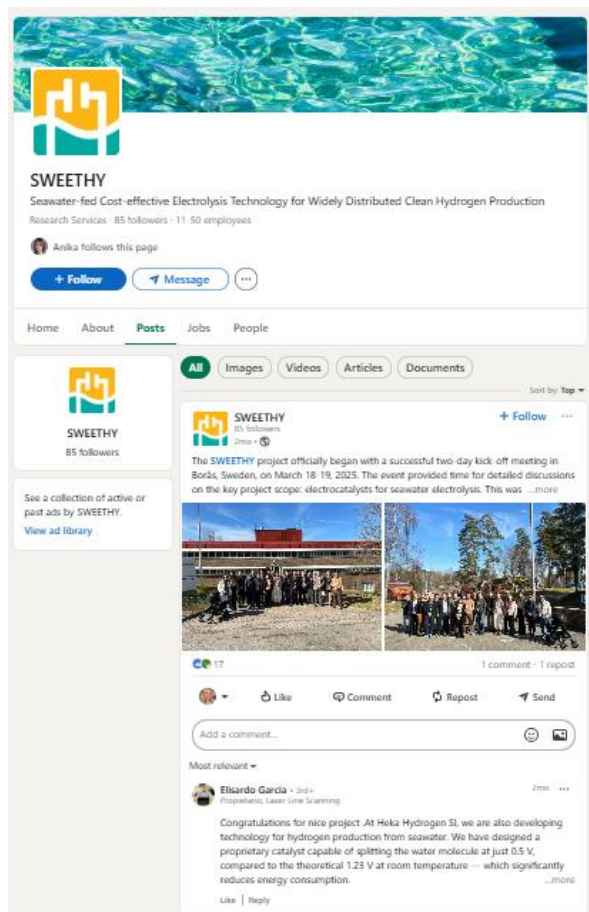 SWEETHY
Seawater-fed Cost-effective Electrolysis Technology for Widely Distributed Clean Hydrogen Production
Research Services · 85 followers · 11-50 employees
Anika follows this page
+ Follow
Message
Home
About
Posts
Jobs
People
SWEETHY
85 followers
See a collection of active or
past ads by SWEETHY.
View ad library
All
Images
Videos
Articles
Documents
Sort by: Top
SWEETHY
85 followers
2mo •
+ Follow
The SWEETHY project officially began with a successful two-day kick-off meeting in
Borås, Sweden, on March 18-19, 2025. The event provided time for detailed discussions
on the key project scope: electrocatalysts for seawater electrolysis. This was ...more
17
1 comment · 1 repost
Like
Comment
Repost
Send
Add a comment...
Most relevant
Elisardo Garcia • 3rd+
2mo
Propietario, Laser Line Scanning
Congratulations for nice project .At Heka Hydrogen Sl, we are also developing
technology for hydrogen production from seawater. We have designed a
proprietary catalyst capable of splitting the water molecule at just 0.5 V,
compared to the theoretical 1.23 V at room temperature — which significantly
reduces energy consumption.
...more
Like | Reply